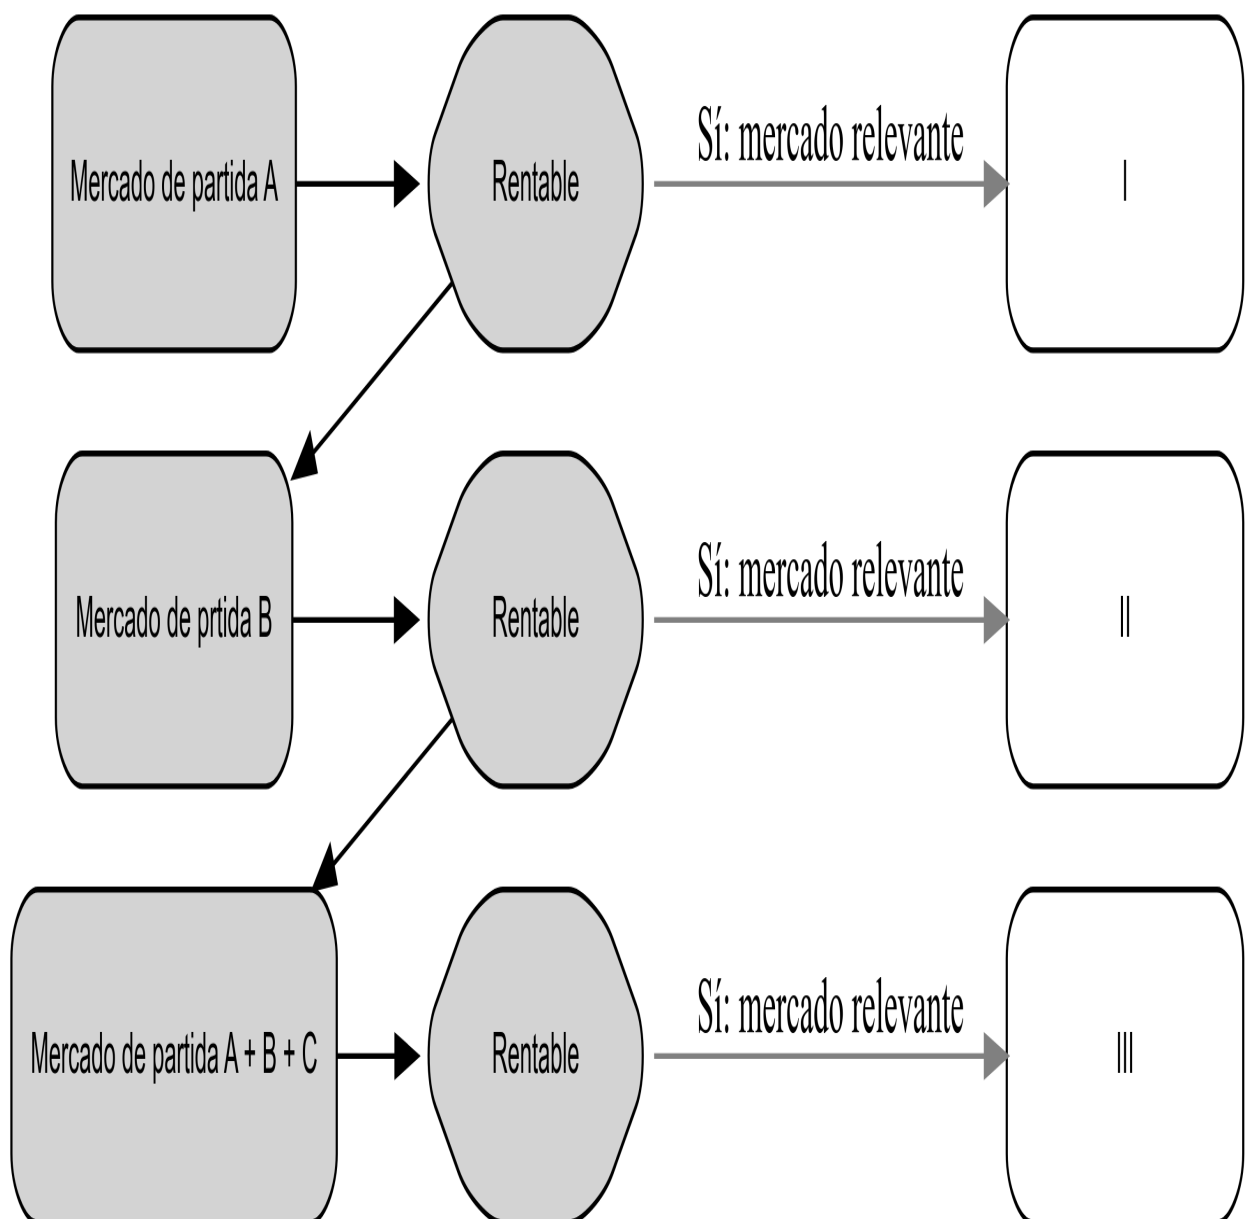 Mercado de partida A
Rentable
Sí: mercado relevante
I
Mercado de prtida B
Rentable
Sí: mercado relevante
II
Mercado de partida A + B + C
Rentable
Sí: mercado relevante
III